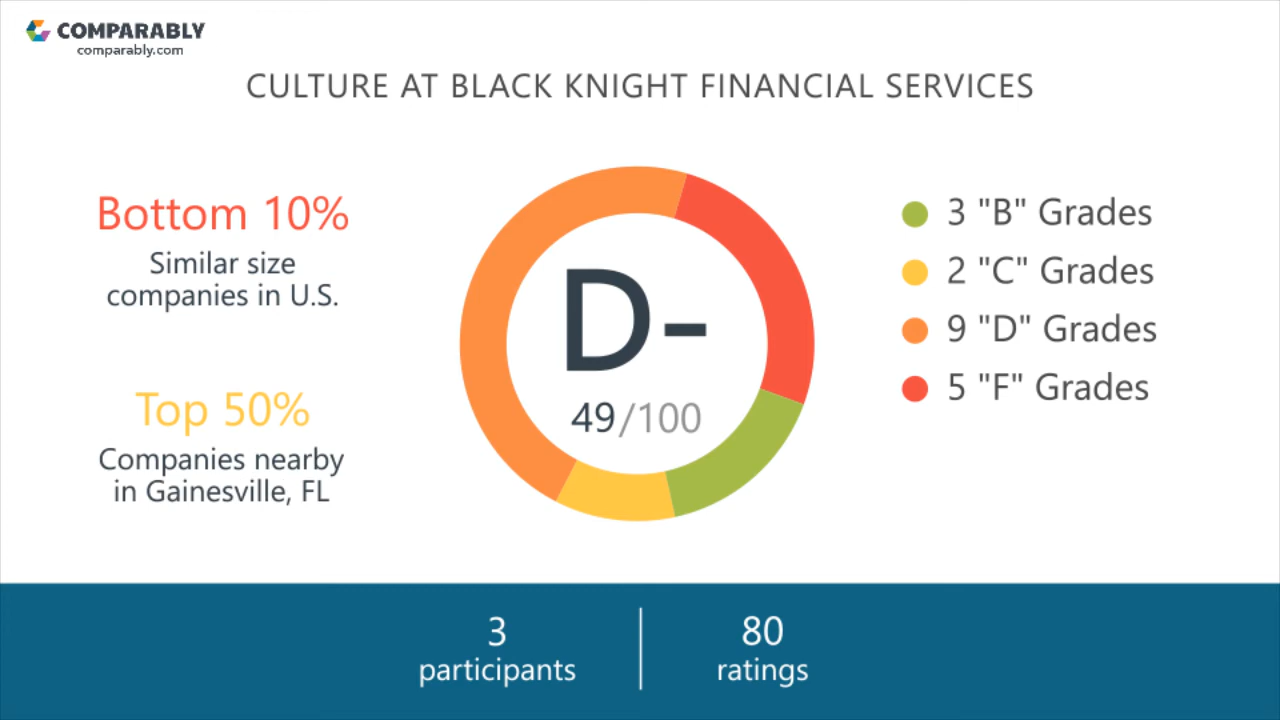 COMPARABLY
comparably.com
CULTURE AT BLACK KNIGHT FINANCIAL SERVICES
Bottom 10%
Similar size
companies in U.S.
Top 50%
Companies nearby
in Gainesville, FL
D-
49/100
3 "B" Grades
2 "C" Grades
9 "D" Grades
5 "F" Grades
3
participants
80
ratings